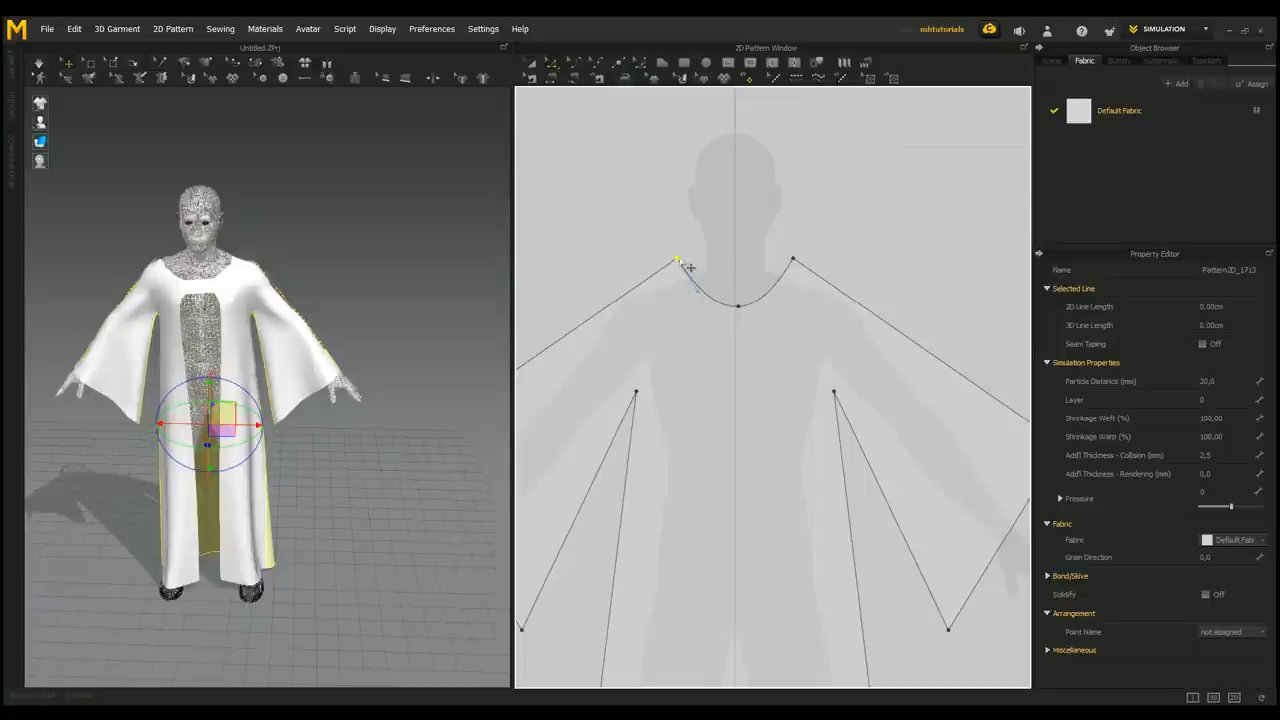 M File Edit 3D Garment 2D Pattern Sewing Materials Avatar Script Display Preferences Settings Help
mhtutorials
SIMULATION
Untitled.ZPrj
2D Pattern Window
Object Browser
Scene Fabric Button
+ Add
Assign
Default Fabric
Property Editor
Name Pattern2D_1713
Selected Line
2D Line Length 0.00cm
3D Line Length 0.00cm
Seam Taping Off
Simulation Properties
Particle Distance (mm) 20,0
Layer 0
Shrinkage Weft (%) 100,00
Shrinkage Warp (%) 100,00
Add'l Thickness - Collision (mm) 2,5
Add'l Thickness - Rendering (mm) 0,0
Pressure 0
Fabric
Fabric Default Fabr
Grain Direction 0,0
Bond/Skive
Solidify Off
Arrangement
Point Name not assigned
Miscellaneous